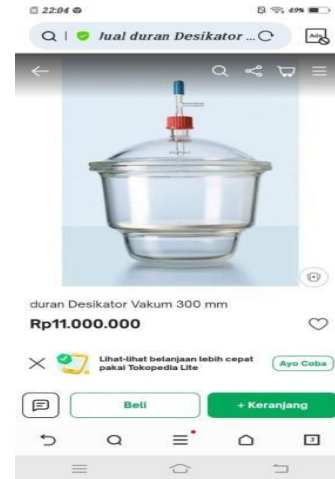 22:04
49%
Jual duran Desikator ...
Ads
duran Desikator Vakum 300 mm
Rp11.000.000
Lihat-lihat belanjaan lebih cepat
pakai Tokopedia Lite
Ayo Coba
Beli
+ Keranjang